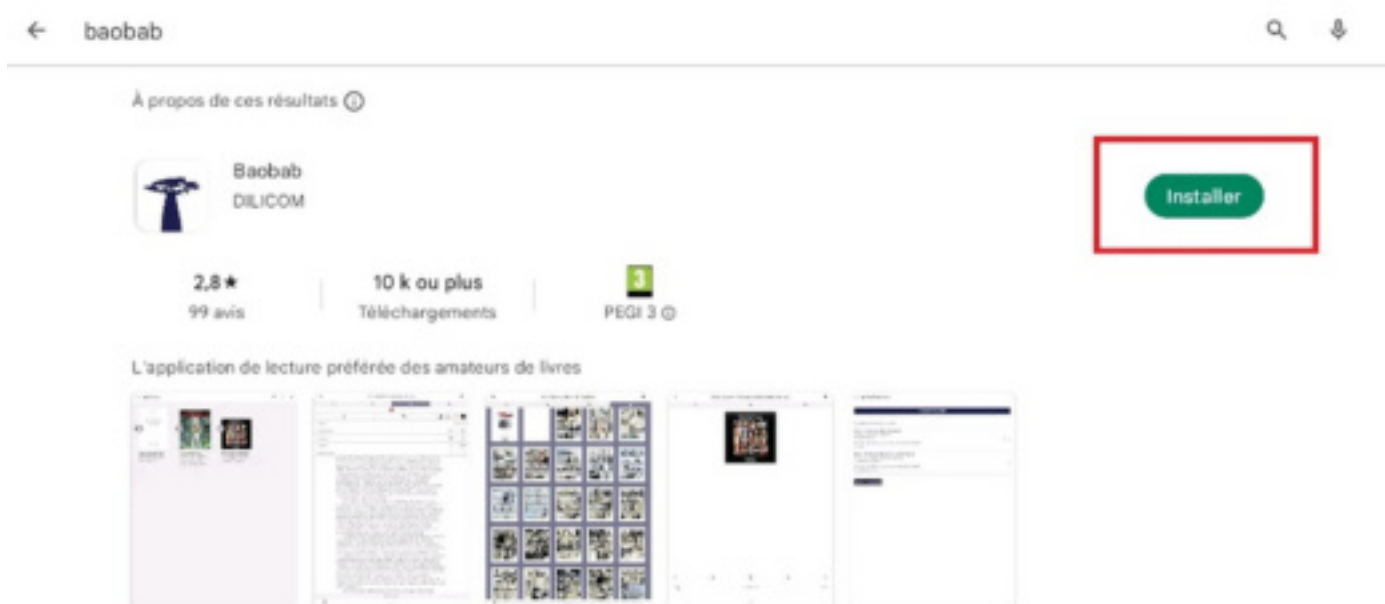 baobab
À propos de ces résultats
Baobab
DILICOM
Installer
2,8★
99 avis
10 k ou plus
Téléchargements
3
PEGI 3
L'application de lecture préférée des amateurs de livres